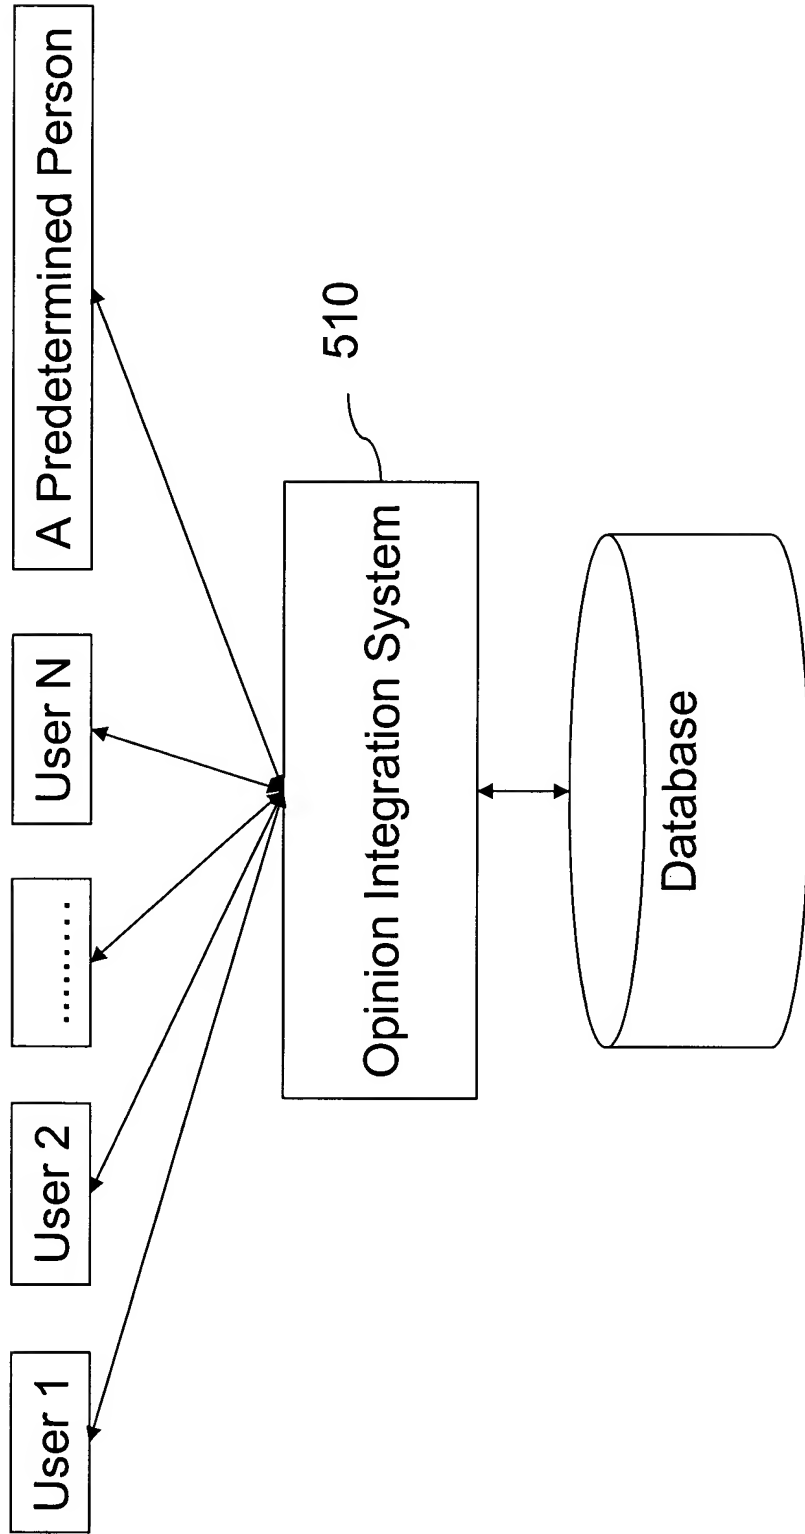 User 1
User 2
.........
User N
A Predetermined Person
510
Opinion Integration System
Database